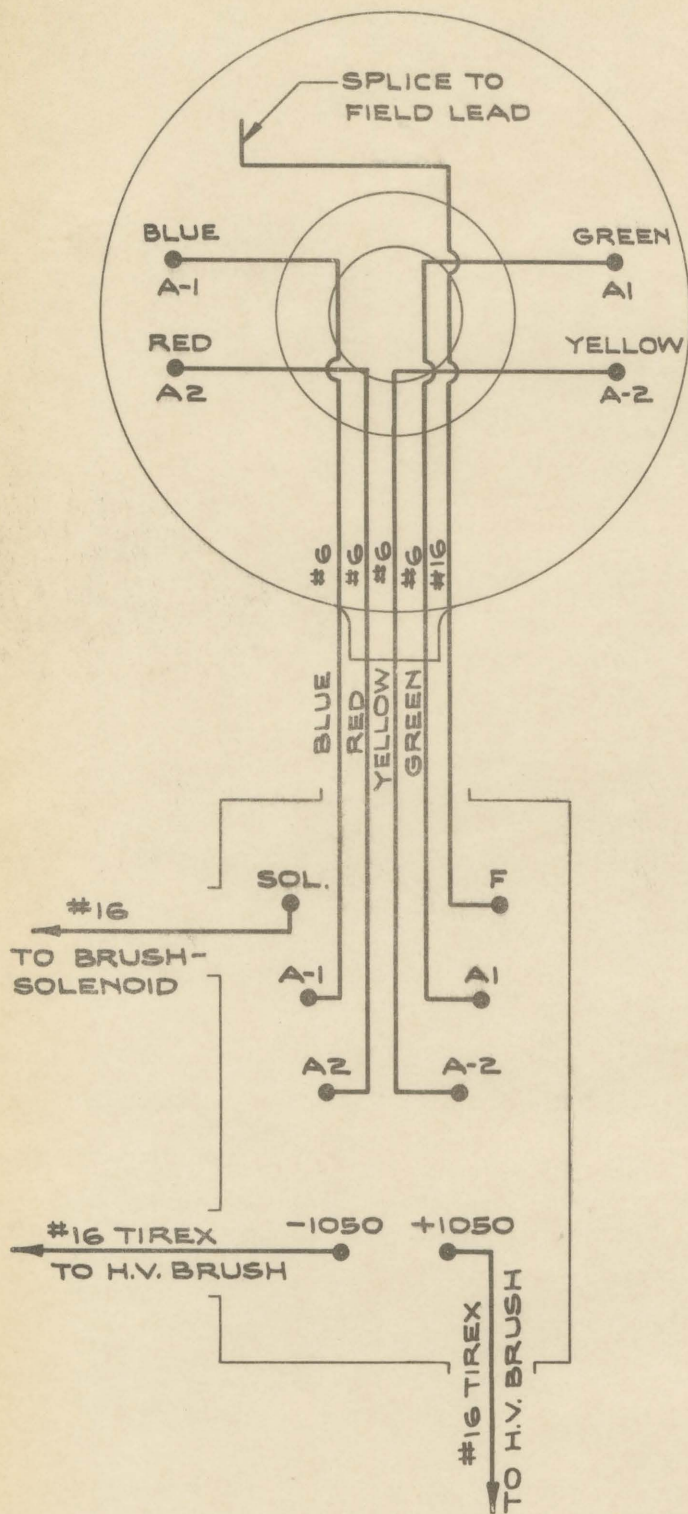 SPLICE TO
FIELD LEAD
BLUE
A-1
GREEN
A1
RED
A2
YELLOW
A-2
#6
#6
#6
#6
#16
BLUE
RED
YELLOW
GREEN
SOL.
F
#16
TO BRUSH-
SOLENOID
A-1
A1
A2
A-2
#16 TIREX
TO H.V. BRUSH
-1050
+1050
#16 TIREX
TO H.V. BRUSH